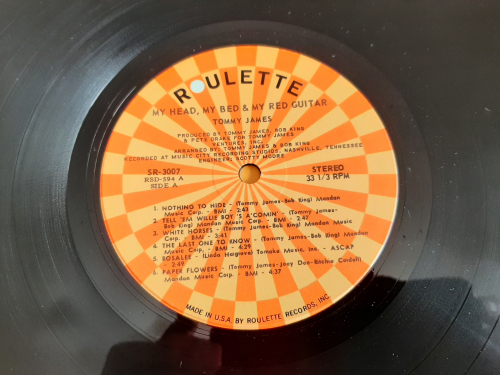 ROULETTE
MY HEAD, MY BED & MY RED GUITAR
TOMMY JAMES
PRODUCED BY TOMMY JAMES, BOB KING
& PETE DRAKE FOR TOMMY JAMES
VENTURES, INC.
ARRANGED BY: TOMMY JAMES & BOB KING
RECORDED AT MUSIC CITY RECORDING STUDIOS, NASHVILLE, TENNESSEE
ENGINEER: SCOTTY MOORE
SR-3007
RSD-594 A
SIDE A
STEREO
33 1/3 RPM
1. NOTHING TO HIDE - (Tommy James-Bob King) Mandan
Music Corp. - BMI - 2:43
2. TELL 'EM WILLIE BOY'S A'COMIN' - (Tommy James-
Bob King) Mandan Music Corp. - BMI - 2:47
3. WHITE HORSES - (Tommy James-Bob King) Mandan Music
Corp. - BMI - 3:41
4. THE LAST ONE TO KNOW - (Tommy James-Bob King)
Mandan Music Corp. - BMI - 4:29
5. ROSALEE - (Linda Hargrove) Tomake Music, Inc. - ASCAP
- 2:49
6. PAPER FLOWERS - (Tommy James-Jony Dee-Ritchie Cordell)
Mandan Music Corp. - BMI - 4:37
MADE IN U.S.A. BY ROULETTE RECORDS, INC.